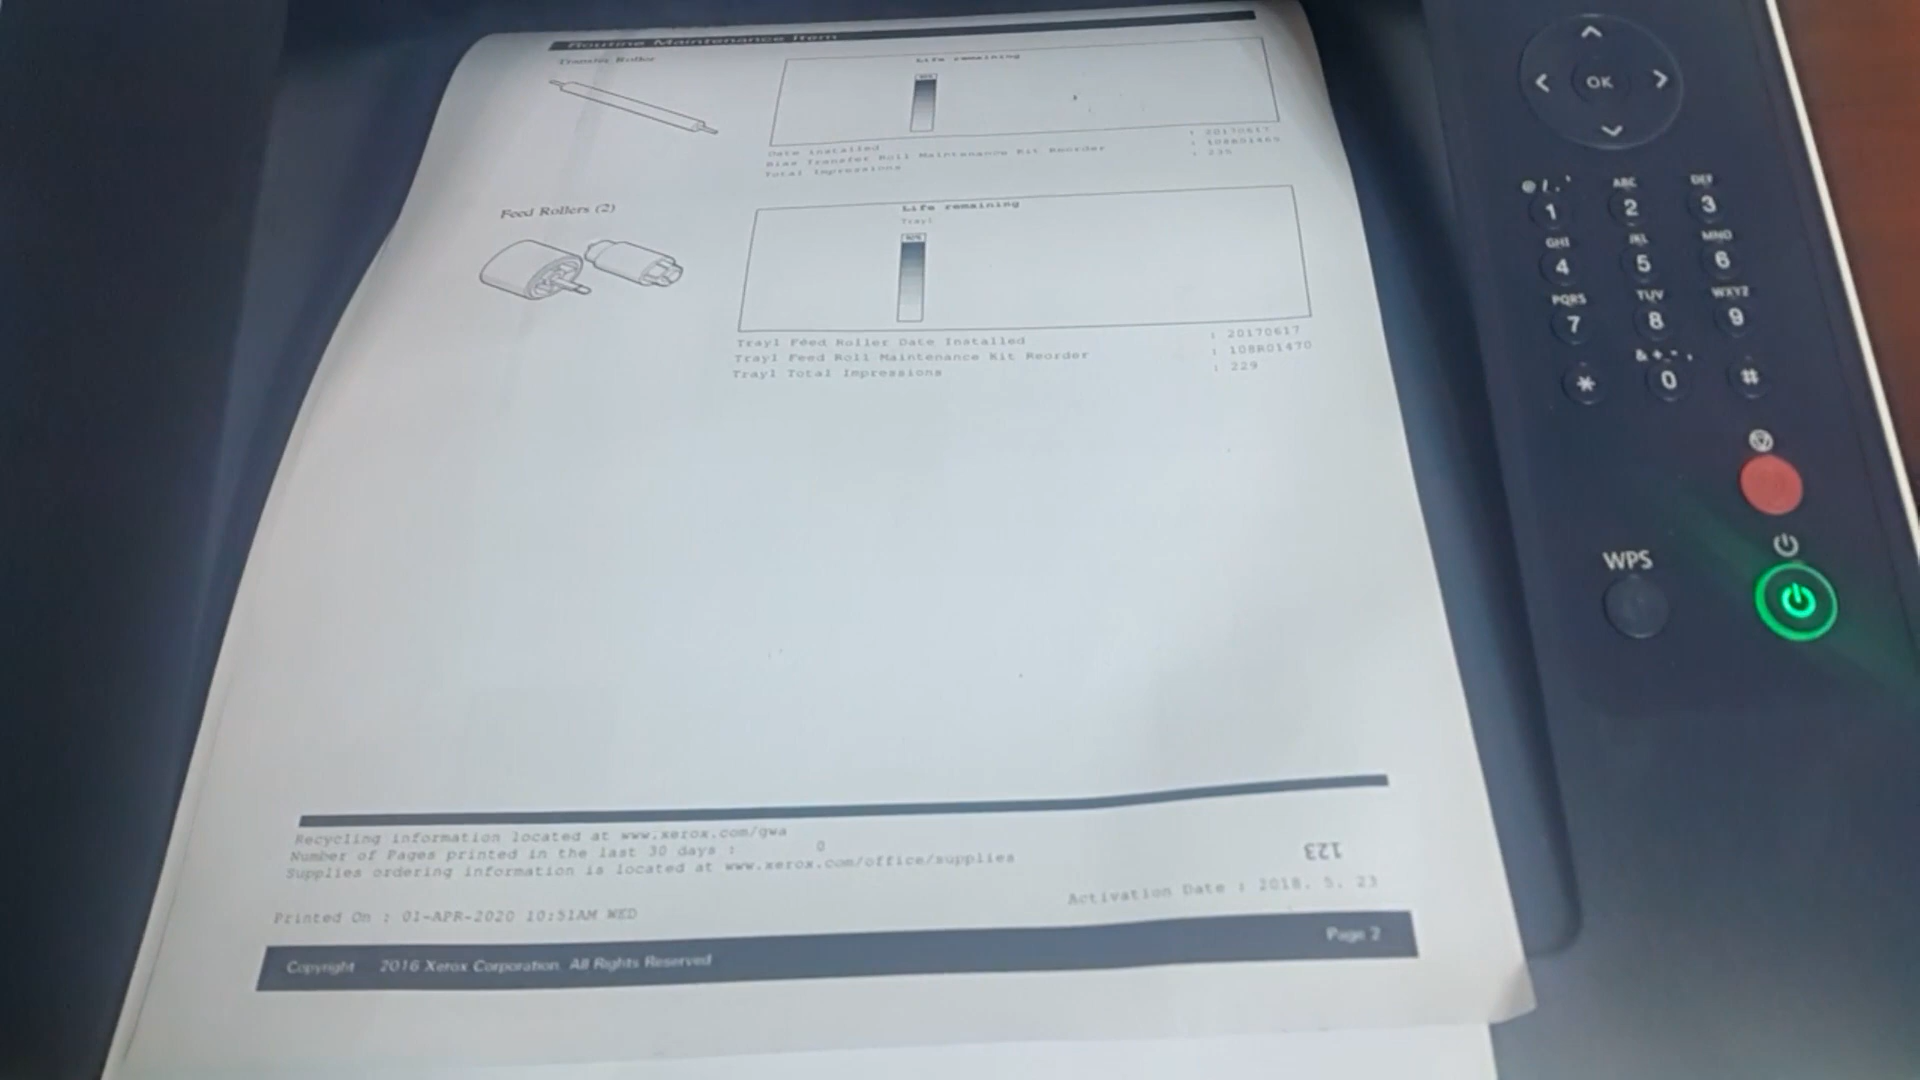 Routine Maintenance Item
Transfer Roller
Life remaining
Date Installed : 20170617
Bias Transfer Roll Maintenance Kit Reorder : 108R01469
Total Impressions
Feed Rollers (2)
Life remaining
Tray1
Tray1 Feed Roller Date Installed : 20170617
Tray1 Feed Roll Maintenance Kit Reorder : 108R01470
Tray1 Total Impressions : 229
Recycling information located at www.xerox.com/gwa
Number of Pages printed in the last 30 days : 0
Supplies ordering information is located at www.xerox.com/office/supplies
123
Activation Date : 2018. 5. 23
Printed On : 01-APR-2020 10:51AM WED
Page 2
Copyright 2016 Xerox Corporation All Rights Reserved
OK
@ / . '
ABC
DEF
1 2 3
GHI JKL MNO
4 5 6
PQRS TUV WXYZ
7 8 9
* 0 #
WPS